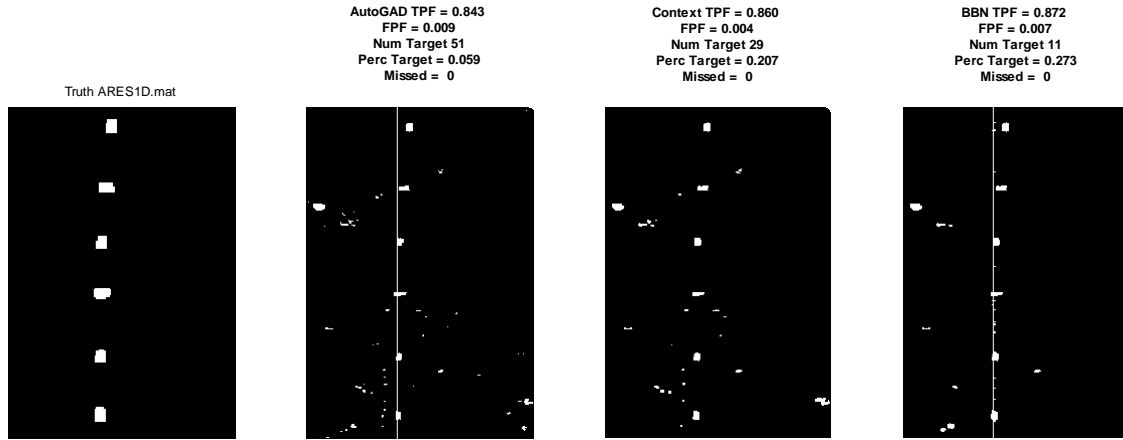 Truth ARES1D.mat
AutoGAD TPF = 0.843
FPF = 0.009
Num Target 51
Perc Target = 0.059
Missed =  0
Context TPF = 0.860
FPF = 0.004
Num Target 29
Perc Target = 0.207
Missed =  0
BBN TPF = 0.872
FPF = 0.007
Num Target 11
Perc Target = 0.273
Missed =  0